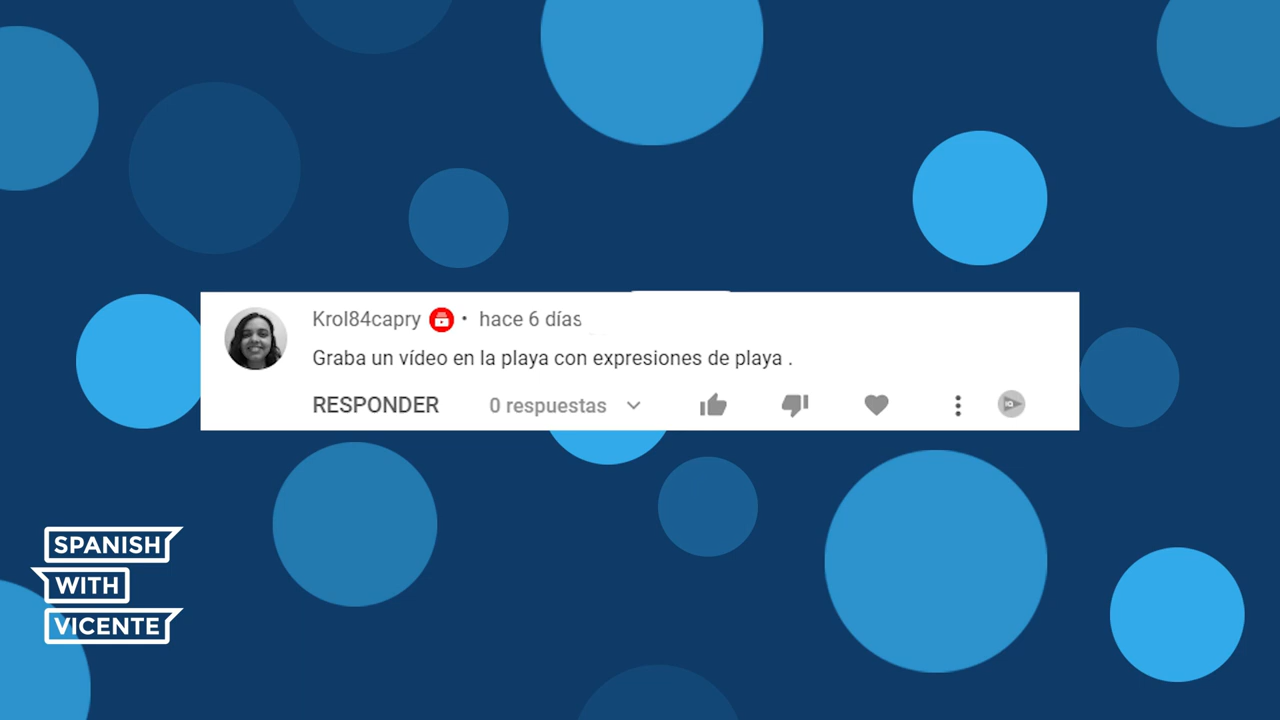 Krol84capry • hace 6 días
Graba un vídeo en la playa con expresiones de playa .
RESPONDER 0 respuestas
SPANISH
WITH
VICENTE